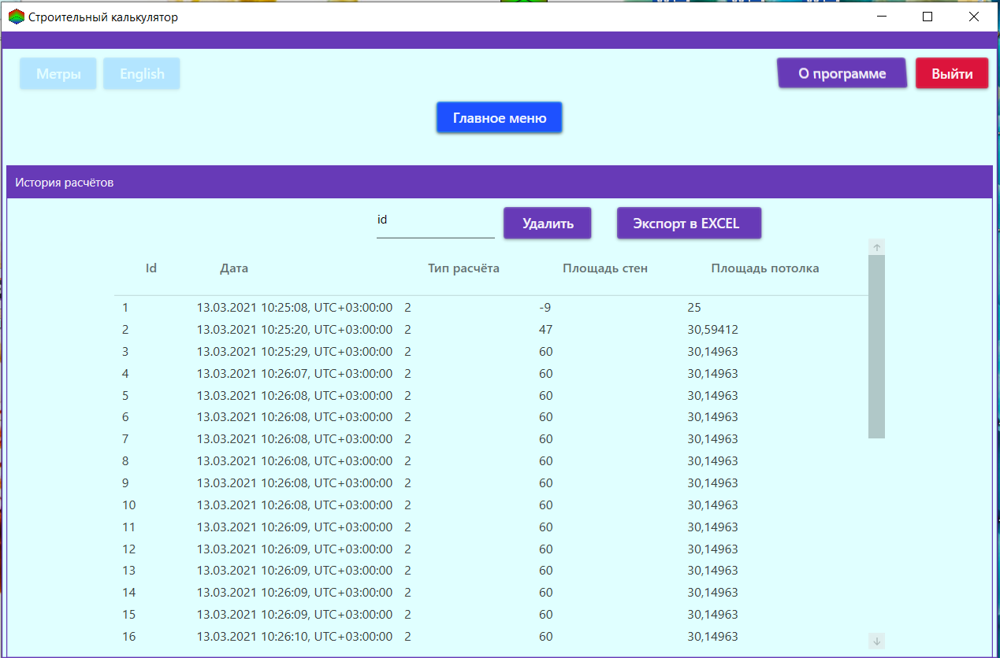 Строительный калькулятор
Метры English О программе Выйти
Главное меню
История расчётов
id Удалить Экспорт в EXCEL
Id Дата Тип расчёта Площадь стен Площадь потолка
1 13.03.2021 10:25:08, UTC+03:00:00 2 -9 25
2 13.03.2021 10:25:20, UTC+03:00:00 2 47 30,59412
3 13.03.2021 10:25:29, UTC+03:00:00 2 60 30,14963
4 13.03.2021 10:26:07, UTC+03:00:00 2 60 30,14963
5 13.03.2021 10:26:08, UTC+03:00:00 2 60 30,14963
6 13.03.2021 10:26:08, UTC+03:00:00 2 60 30,14963
7 13.03.2021 10:26:08, UTC+03:00:00 2 60 30,14963
8 13.03.2021 10:26:08, UTC+03:00:00 2 60 30,14963
9 13.03.2021 10:26:08, UTC+03:00:00 2 60 30,14963
10 13.03.2021 10:26:08, UTC+03:00:00 2 60 30,14963
11 13.03.2021 10:26:09, UTC+03:00:00 2 60 30,14963
12 13.03.2021 10:26:09, UTC+03:00:00 2 60 30,14963
13 13.03.2021 10:26:09, UTC+03:00:00 2 60 30,14963
14 13.03.2021 10:26:09, UTC+03:00:00 2 60 30,14963
15 13.03.2021 10:26:09, UTC+03:00:00 2 60 30,14963
16 13.03.2021 10:26:10, UTC+03:00:00 2 60 30,14963